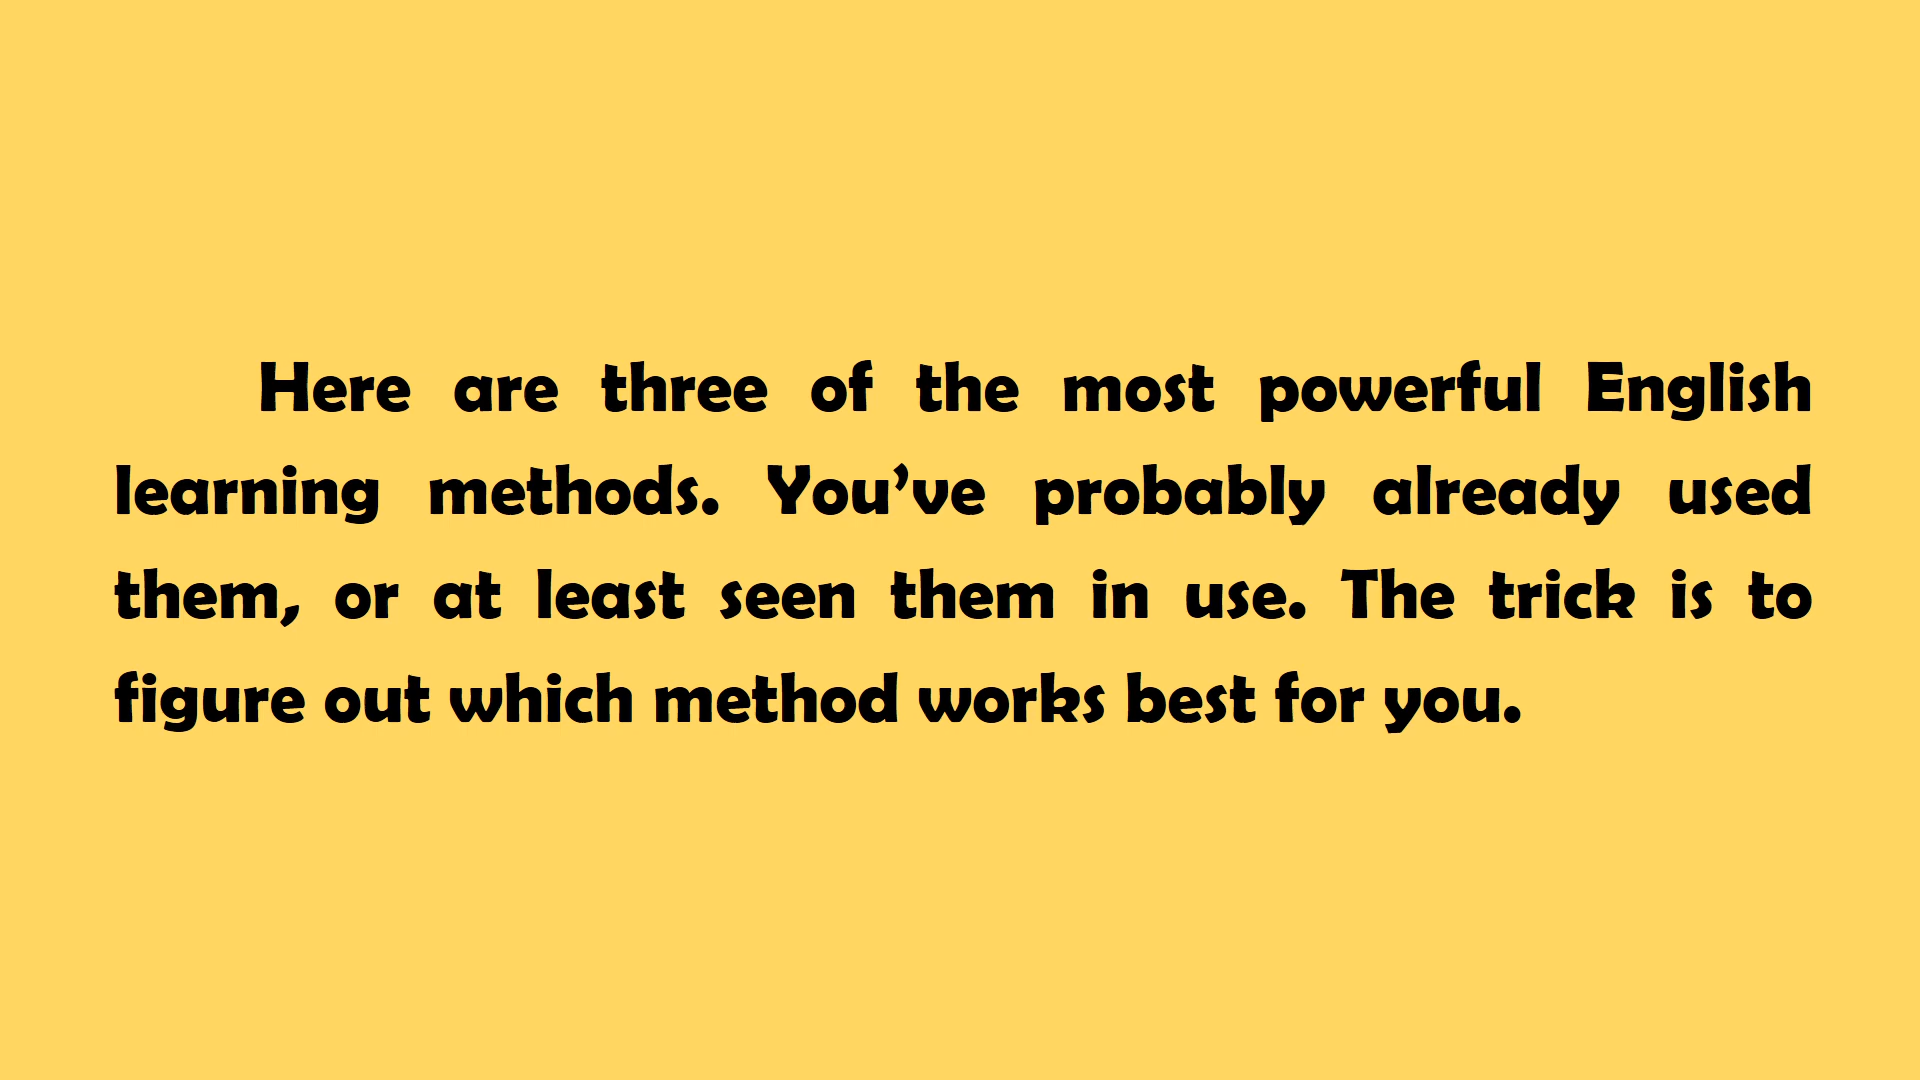 Here are three of the most powerful English
learning methods. You’ve probably already used
them, or at least seen them in use. The trick is to
figure out which method works best for you.